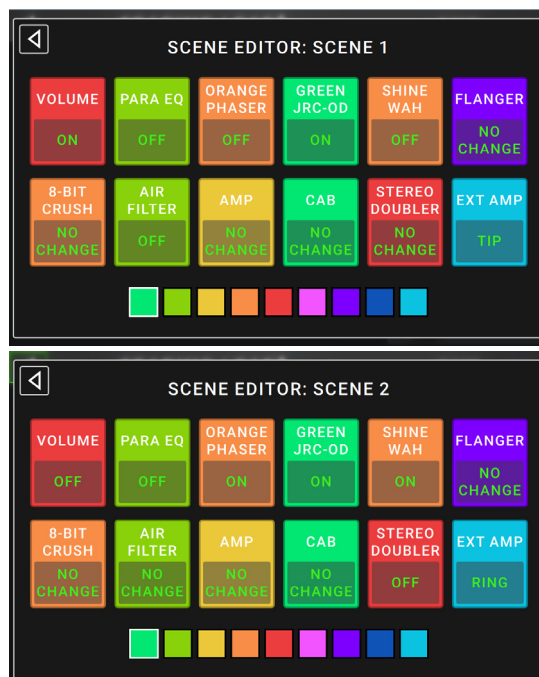 SCENE EDITOR: SCENE 1
VOLUME
ON
PARA EQ
OFF
ORANGE
PHASER
OFF
GREEN
JRC-OD
ON
SHINE
WAH
OFF
FLANGER
NO
CHANGE
8-BIT
CRUSH
NO
CHANGE
AIR
FILTER
OFF
AMP
NO
CHANGE
CAB
NO
CHANGE
STEREO
DOUBLER
NO
CHANGE
EXT AMP
TIP
SCENE EDITOR: SCENE 2
VOLUME
OFF
PARA EQ
OFF
ORANGE
PHASER
ON
GREEN
JRC-OD
ON
SHINE
WAH
ON
FLANGER
NO
CHANGE
8-BIT
CRUSH
NO
CHANGE
AIR
FILTER
NO
CHANGE
AMP
NO
CHANGE
CAB
NO
CHANGE
STEREO
DOUBLER
OFF
EXT AMP
RING